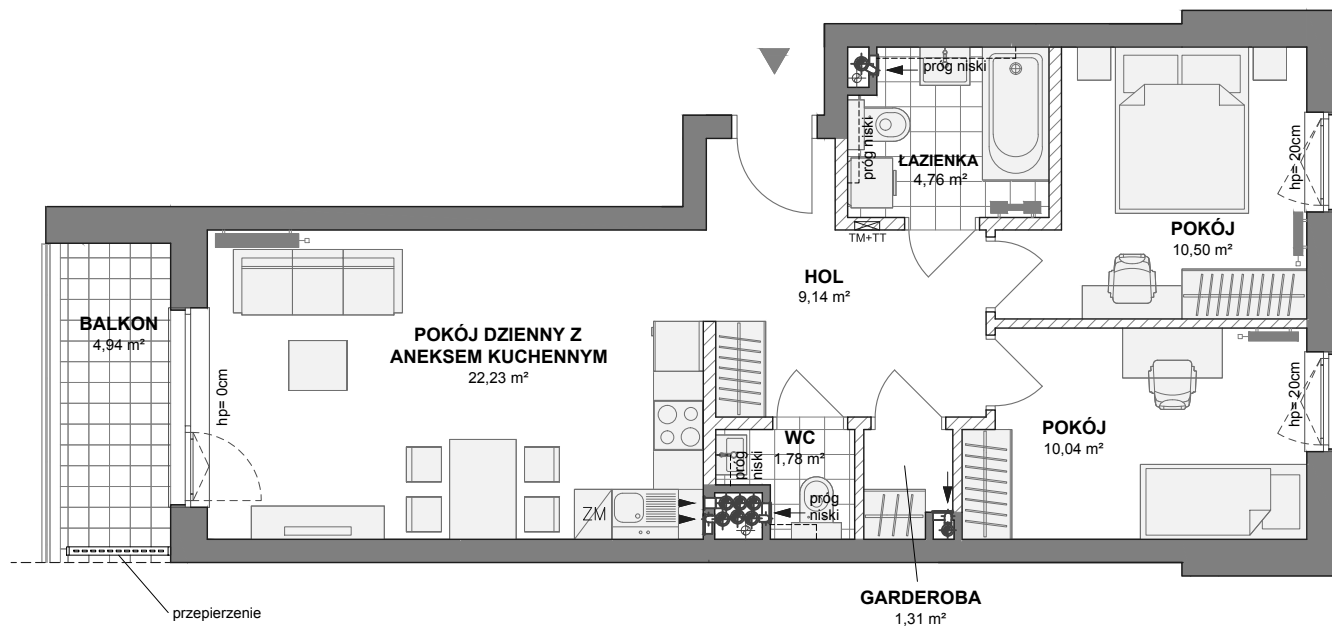 próg niski
próg niski
ŁAZIENKA
4,76 m²
hp= 20cm
POKÓJ
10,50 m²
TM+TT
HOL
9,14 m²
BALKON
4,94 m²
POKÓJ DZIENNY Z
ANEKSEM KUCHENNYM
22,23 m²
hp= 0cm
hp= 20cm
POKÓJ
10,04 m²
WC
1,78 m²
próg
niski
próg
niski
ZM
GARDEROBA
1,31 m²
przepierzenie